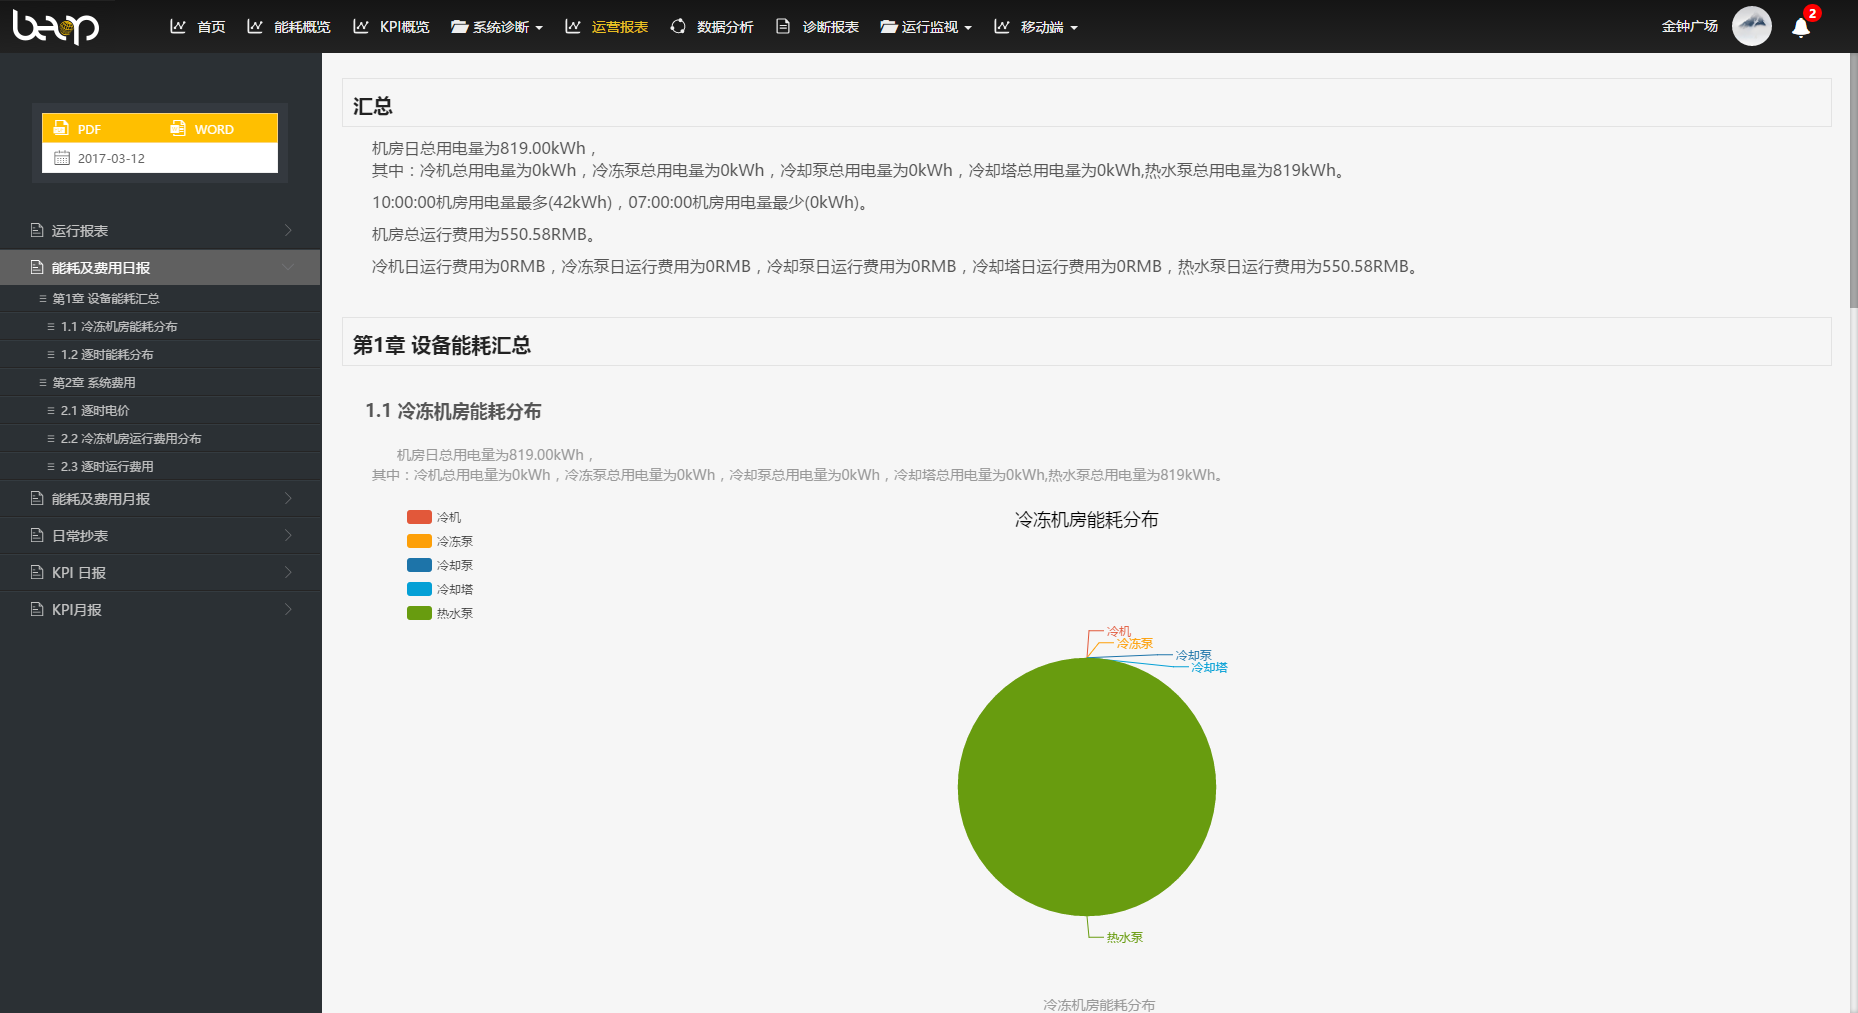 beop
首页
能耗概览
KPI概览
系统诊断
运营报表
数据分析
诊断报表
运行监视
移动端
金钟广场
2
PDF
WORD
2017-03-12
运行报表
能耗及费用日报
第1章 设备能耗汇总
1.1 冷冻机房能耗分布
1.2 逐时能耗分布
第2章 系统费用
2.1 逐时电价
2.2 冷冻机房运行费用分布
2.3 逐时运行费用
能耗及费用月报
日常抄表
KPI 日报
KPI月报
汇总
机房日总用电量为819.00kWh，
其中：冷机总用电量为0kWh，冷冻泵总用电量为0kWh，冷却泵总用电量为0kWh，冷却塔总用电量为0kWh,热水泵总用电量为819kWh。
10:00:00机房用电量最多(42kWh)，07:00:00机房用电量最少(0kWh)。
机房总运行费用为550.58RMB。
冷机日运行费用为0RMB，冷冻泵日运行费用为0RMB，冷却泵日运行费用为0RMB，冷却塔日运行费用为0RMB，热水泵日运行费用为550.58RMB。
第1章 设备能耗汇总
1.1 冷冻机房能耗分布
机房日总用电量为819.00kWh，
其中：冷机总用电量为0kWh，冷冻泵总用电量为0kWh，冷却泵总用电量为0kWh，冷却塔总用电量为0kWh,热水泵总用电量为819kWh。
冷机
冷冻泵
冷却泵
冷却塔
热水泵
冷冻机房能耗分布
冷机
冷冻泵
冷却泵
冷却塔
热水泵
冷冻机房能耗分布